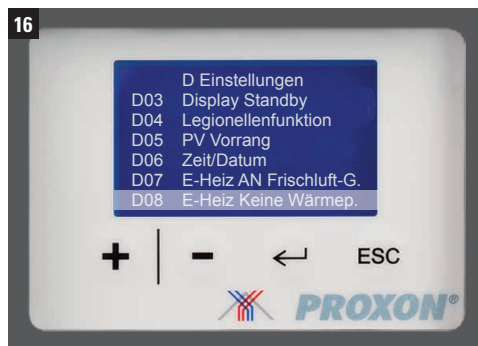 16
D Einstellungen
D03 Display Standby
D04 Legionellenfunktion
D05 PV Vorrang
D06 Zeit/Datum
D07 E-Heiz AN Frischluft-G.
D08 E-Heiz Keine Wärmep.
+ | - ↵ ESC
PROXON®